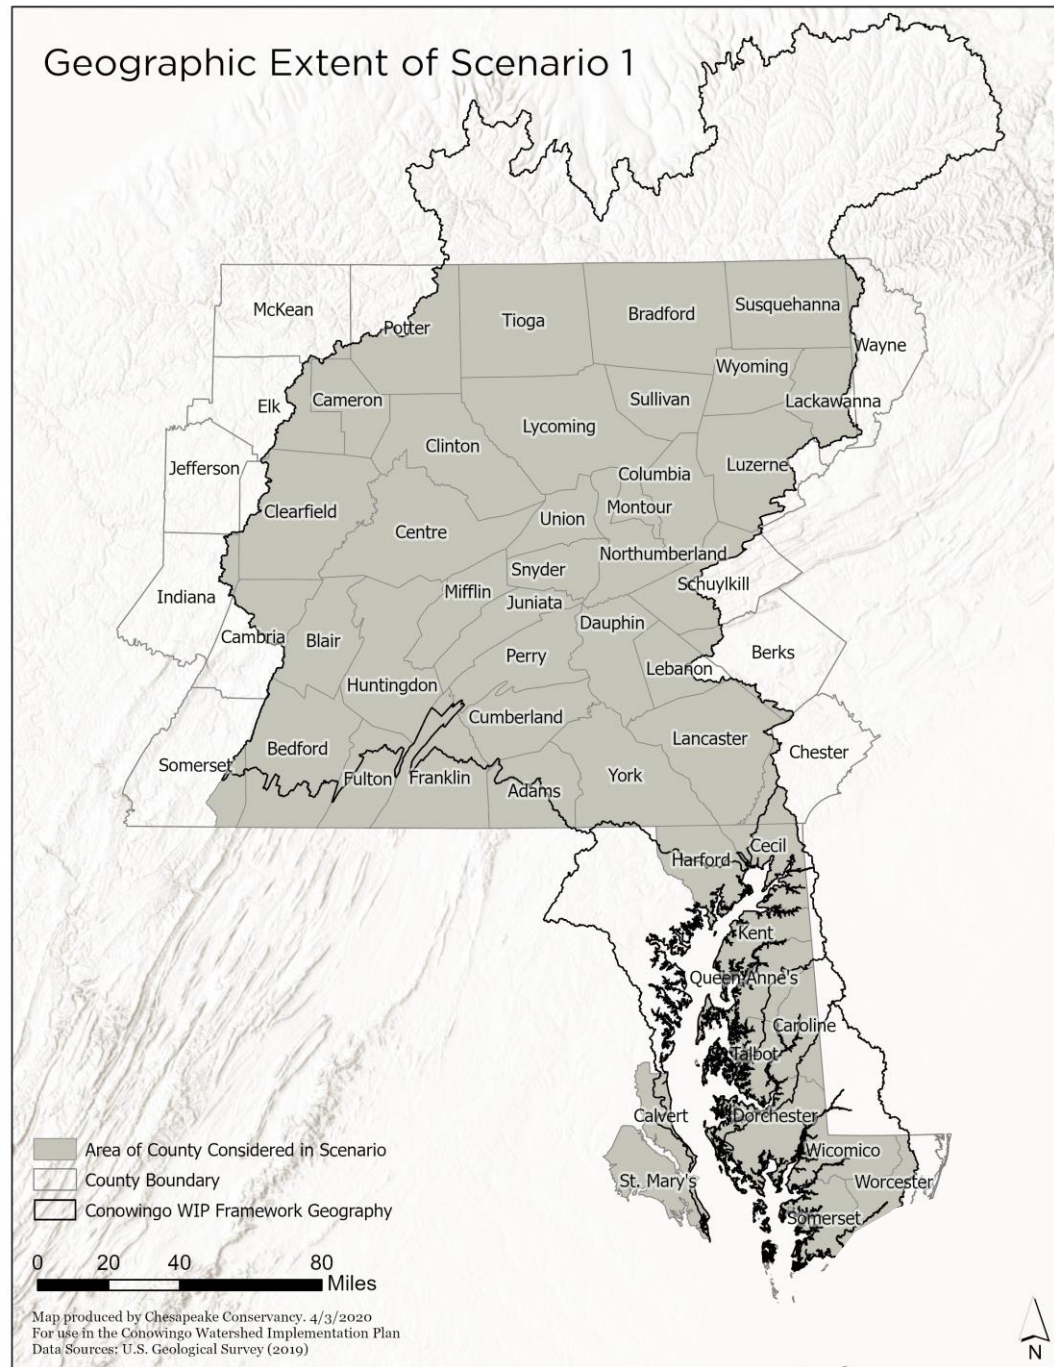 Geographic Extent of Scenario 1
McKean
Potter
Tioga
Bradford
Susquehanna
Wayne
Wyoming
Elk
Cameron
Sullivan
Lackawanna
Lycoming
Clinton
Jefferson
Columbia
Luzerne
Clearfield
Montour
Union
Centre
Northumberland
Snyder
Schuylkill
Mifflin
Indiana
Juniata
Dauphin
Cambria
Blair
Perry
Berks
Lebanon
Huntingdon
Cumberland
Lancaster
Bedford
Chester
Somerset
Fulton
Franklin
York
Adams
Harford
Cecil
Kent
Queen Anne's
Caroline
Talbot
Calvert
Dorchester
Wicomico
St. Mary's
Worcester
Somerset
Area of County Considered in Scenario
County Boundary
Conowingo WIP Framework Geography
0 20 40 80
Miles
Map produced by Chesapeake Conservancy. 4/3/2020
For use in the Conowingo Watershed Implementation Plan
Data Sources: U.S. Geological Survey (2019)
N